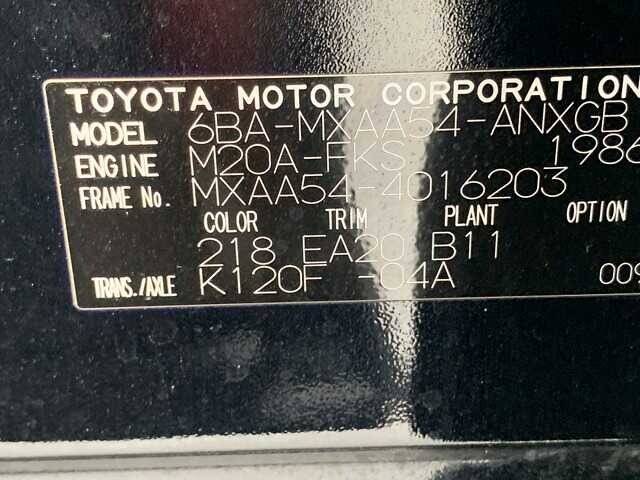 TOYOTA MOTOR CORPORATION
MODEL 6BA-MXAA54-ANXGB
ENGINE M20A-FKS 1986
FRAME No. MXAA54-4016203
COLOR TRIM PLANT OPTION
218 EA20 B11
TRANS./AXLE K120F -04A 009